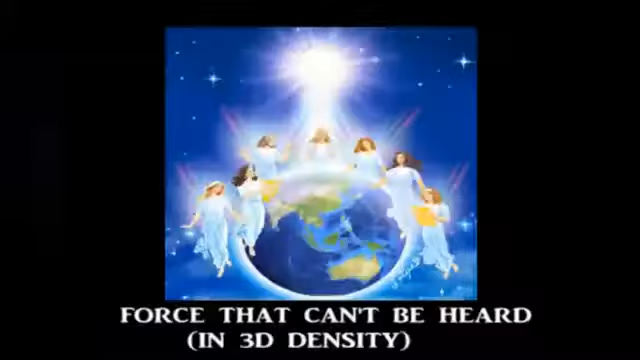 FORCE THAT CAN'T BE HEARD
(IN 3D DENSITY)